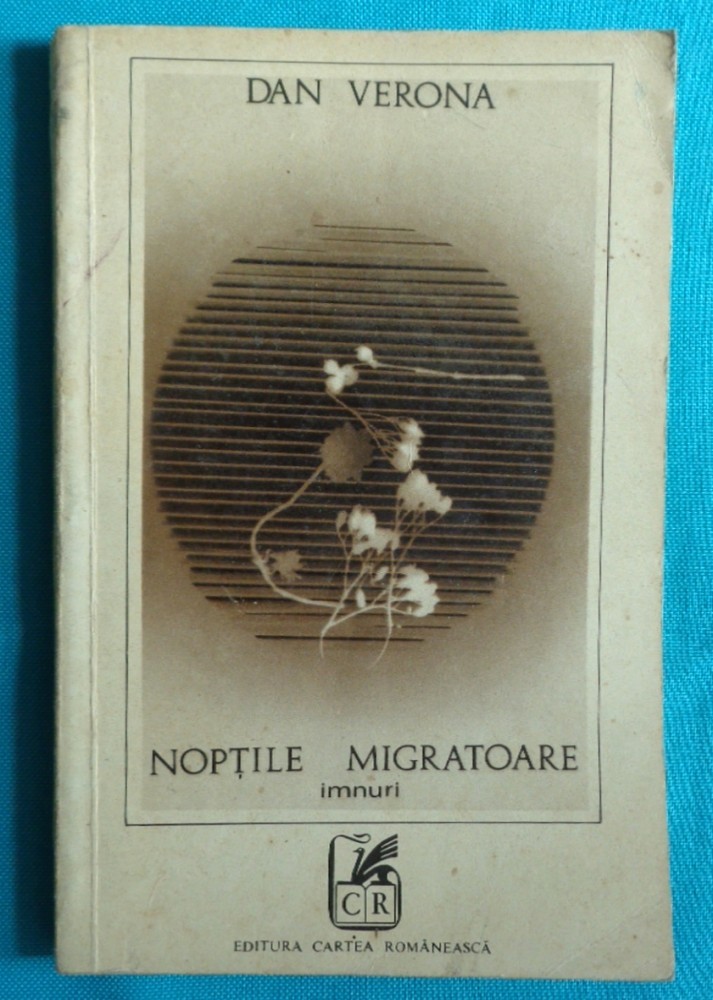 DAN VERONA
NOPȚILE MIGRATOARE
imnuri
CR
EDITURA CARTEA ROMÂNEASCĂ